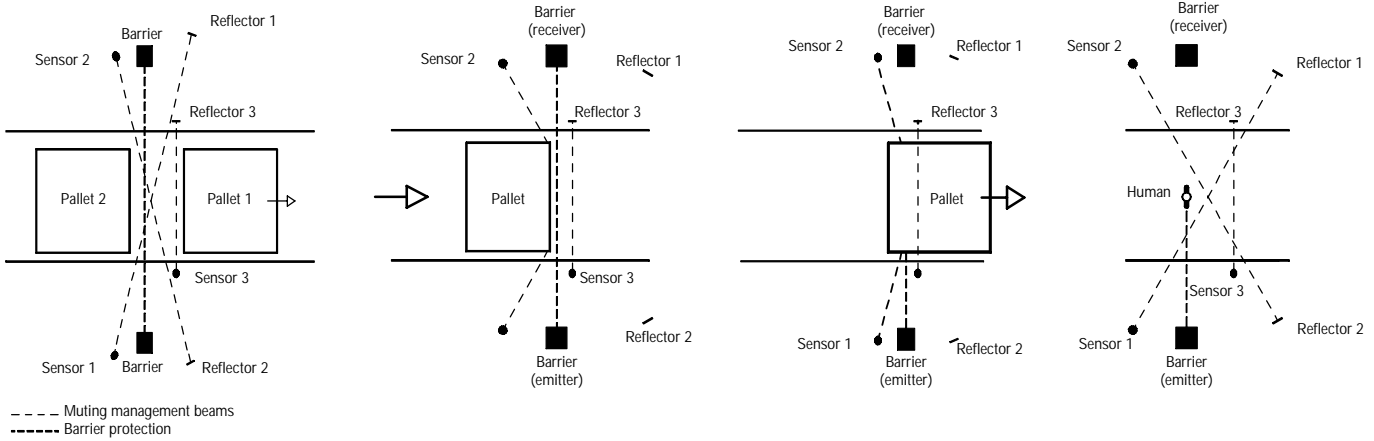 Barrier
Reflector 1
Sensor 2
Reflector 3
Pallet 2
Pallet 1
Sensor 3
Sensor 1
Barrier
Reflector 2
Barrier
(receiver)
Sensor 2
Reflector 1
Reflector 3
Pallet
Sensor 3
Reflector 2
Barrier
(emitter)
Barrier
(receiver)
Sensor 2
Reflector 1
Reflector 3
Pallet
Sensor 1
Reflector 2
Barrier
(emitter)
Barrier
(receiver)
Sensor 2
Reflector 1
Reflector 3
Human
Sensor 3
Sensor 1
Reflector 2
Barrier
(emitter)
Muting management beams
Barrier protection